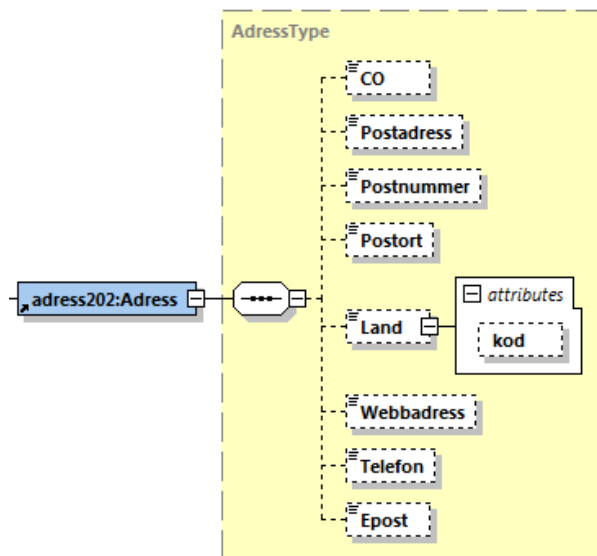 AdressType
CO
Postadress
Postnummer
Postort
adress202:Adress
Land
attributes
kod
Webbadress
Telefon
Epost